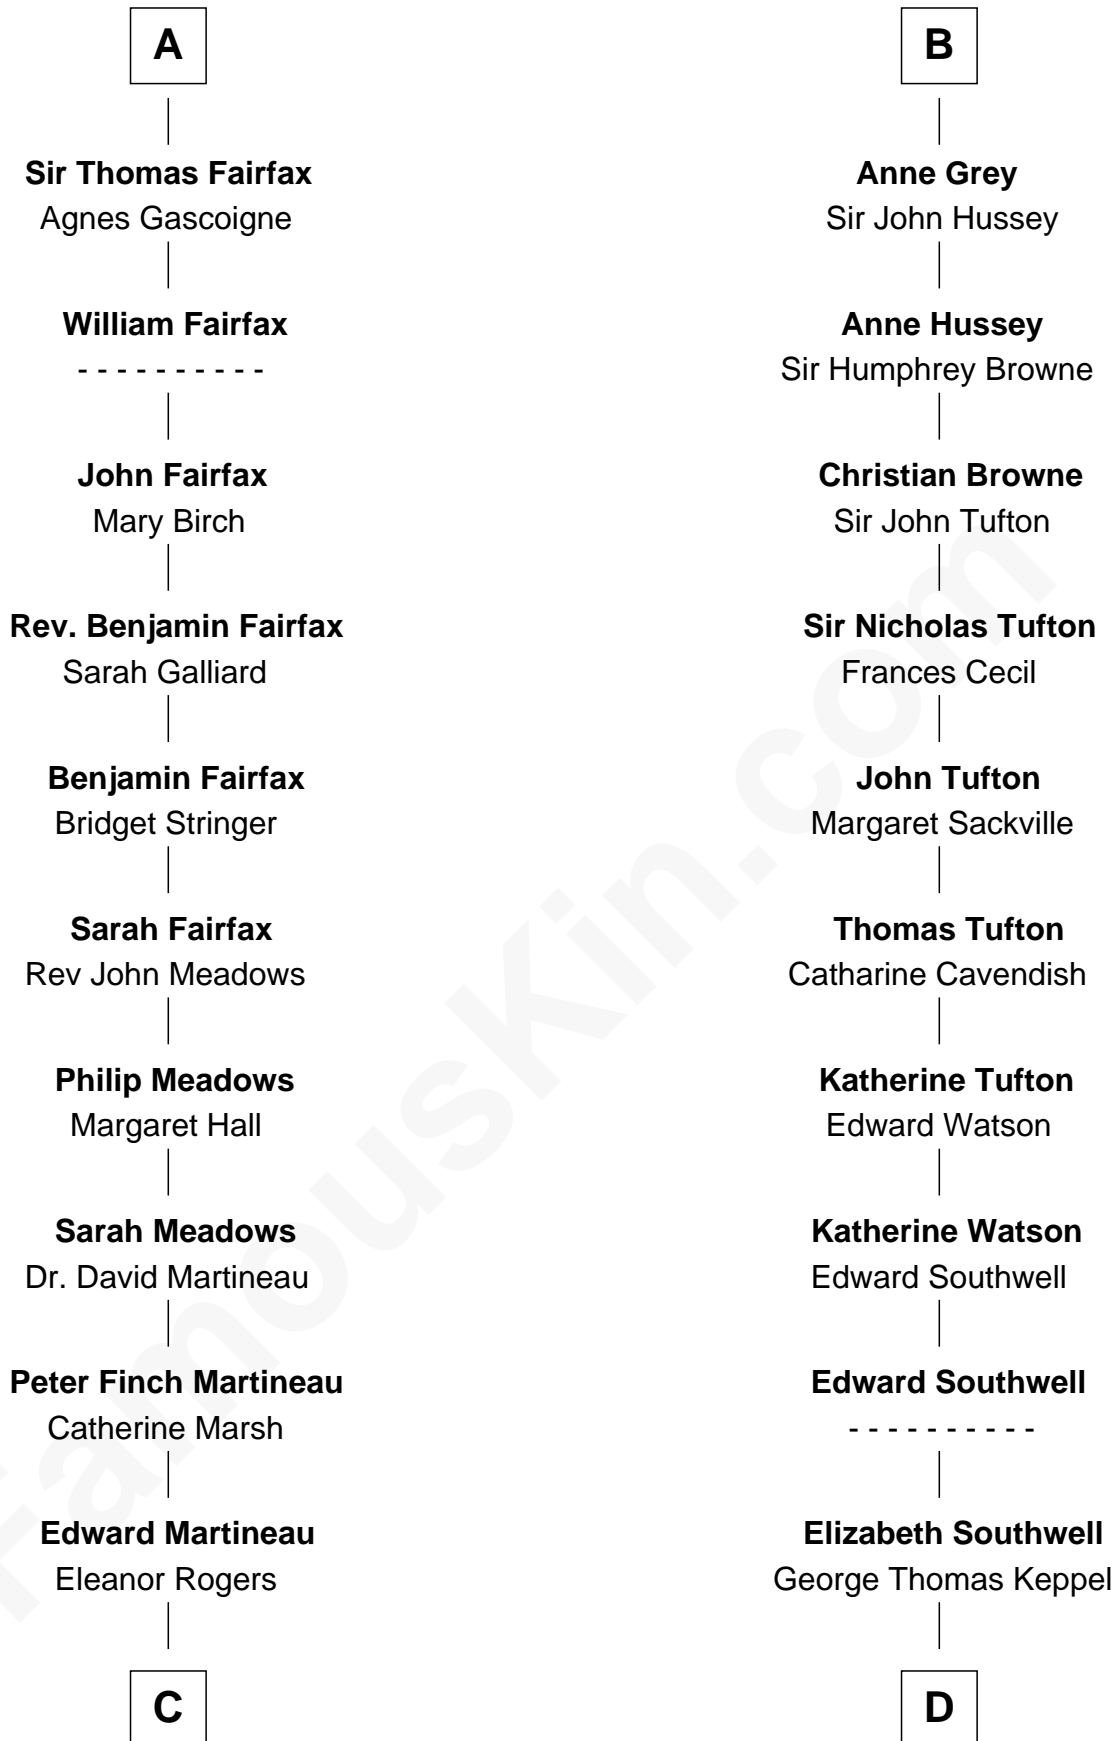 A
Sir Thomas Fairfax
Agnes Gascoigne
William Fairfax
- - - - - - - - - -
John Fairfax
Mary Birch
Rev. Benjamin Fairfax
Sarah Galliard
Benjamin Fairfax
Bridget Stringer
Sarah Fairfax
Rev John Meadows
Philip Meadows
Margaret Hall
Sarah Meadows
Dr. David Martineau
Peter Finch Martineau
Catherine Marsh
Edward Martineau
Eleanor Rogers
C
B
Anne Grey
Sir John Hussey
Anne Hussey
Sir Humphrey Browne
Christian Browne
Sir John Tufton
Sir Nicholas Tufton
Frances Cecil
John Tufton
Margaret Sackville
Thomas Tufton
Catharine Cavendish
Katherine Tufton
Edward Watson
Katherine Watson
Edward Southwell
Edward Southwell
- - - - - - - - - -
Elizabeth Southwell
George Thomas Keppel
D
FamousKin.com